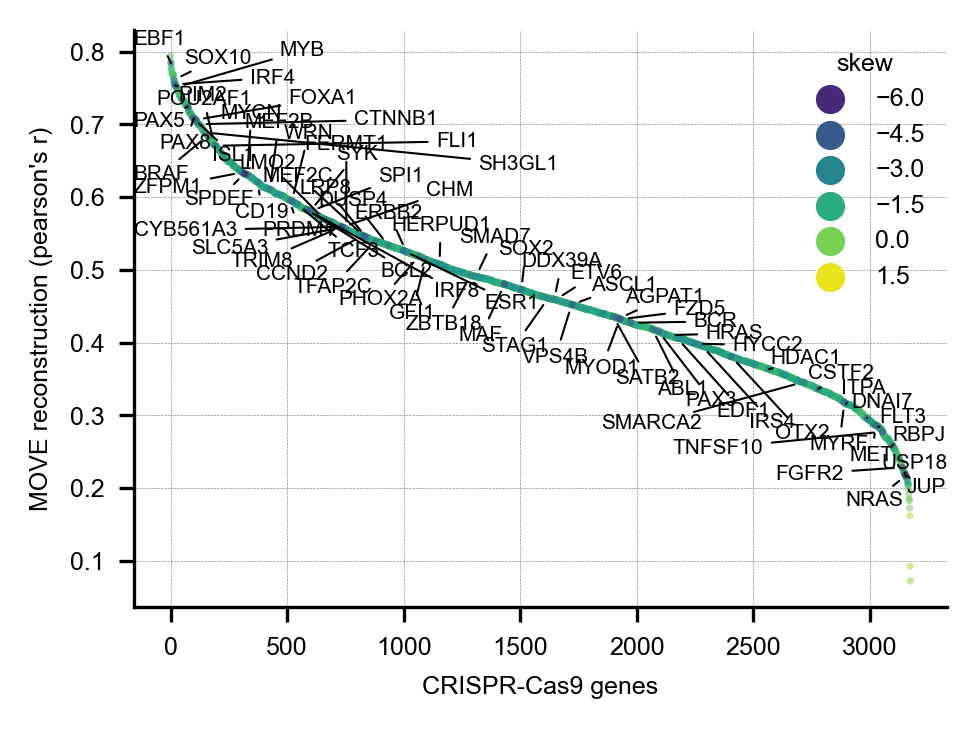 EBF1
SOX10
MYB
IRF4
PIM2
POU2AF1
FOXA1
MYCN
PAX5
MEF2B
CTNNB1
WRN
PAX8
FERMT1
FLI1
ISL1
SYK
SH3GL1
LMO2
BRAF
MEF2C
SPI1
ZFPM1
LRP8
CHM
SPDEF
DUSP4
CD19
ERBB2
CYB561A3
PRDM1
HERPUD1
SLC5A3
TCF3
SMAD7
TRIM8
SOX2
CCND2
BCL2
DDX39A
TFAP2C
IRF8
ETV6
PHOX2A
ESR1
ASCL1
GFI1
AGPAT1
ZBTB18
FZD5
MAF
BCR
STAG1
HRAS
VPS4B
HYCC2
MYOD1
HDAC1
SATB2
CSTF2
ABL1
ITPA
PAX3
DNAI7
SMARCA2
EDF1
IRS4
FLT3
OTX2
RBPJ
TNFSF10
MYRF
MET
USP18
FGFR2
JUP
NRAS
skew
−6.0
−4.5
−3.0
−1.5
0.0
1.5
MOVE reconstruction (pearson's r)
0.8
0.7
0.6
0.5
0.4
0.3
0.2
0.1
0
500
1000
1500
2000
2500
3000
CRISPR-Cas9 genes